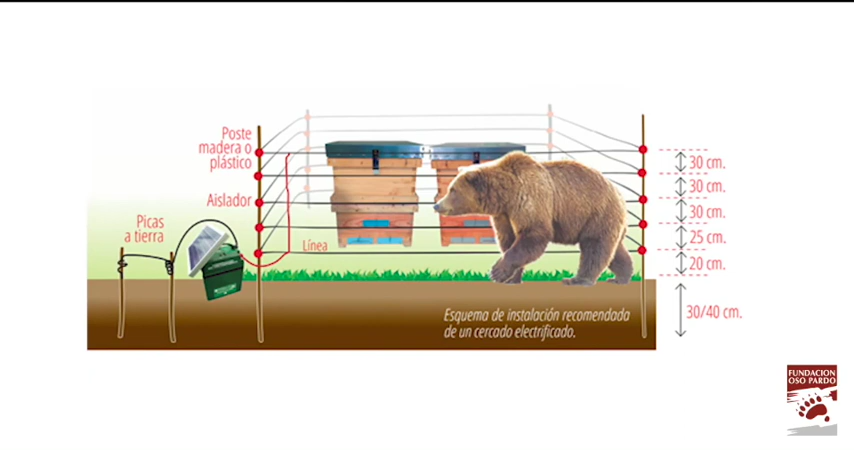 Poste
madera o
plástico
Aislador
Picas
a tierra
Línea
30 cm.
30 cm.
30 cm.
25 cm.
20 cm.
30/40 cm.
Esquema de instalación recomendada
de un cercado electrificado.
FUNDACION
OSO PARDO